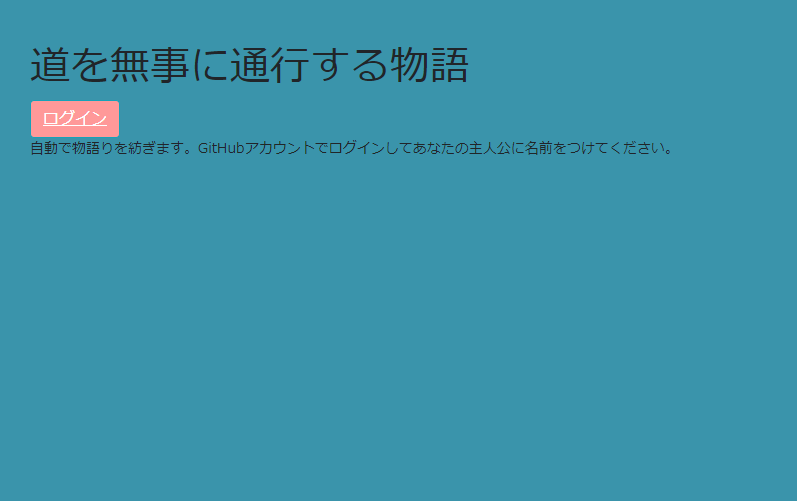 道を無事に通行する物語
ログイン
自動で物語りを紡ぎます。GitHubアカウントでログインしてあなたの主人公に名前をつけてください。